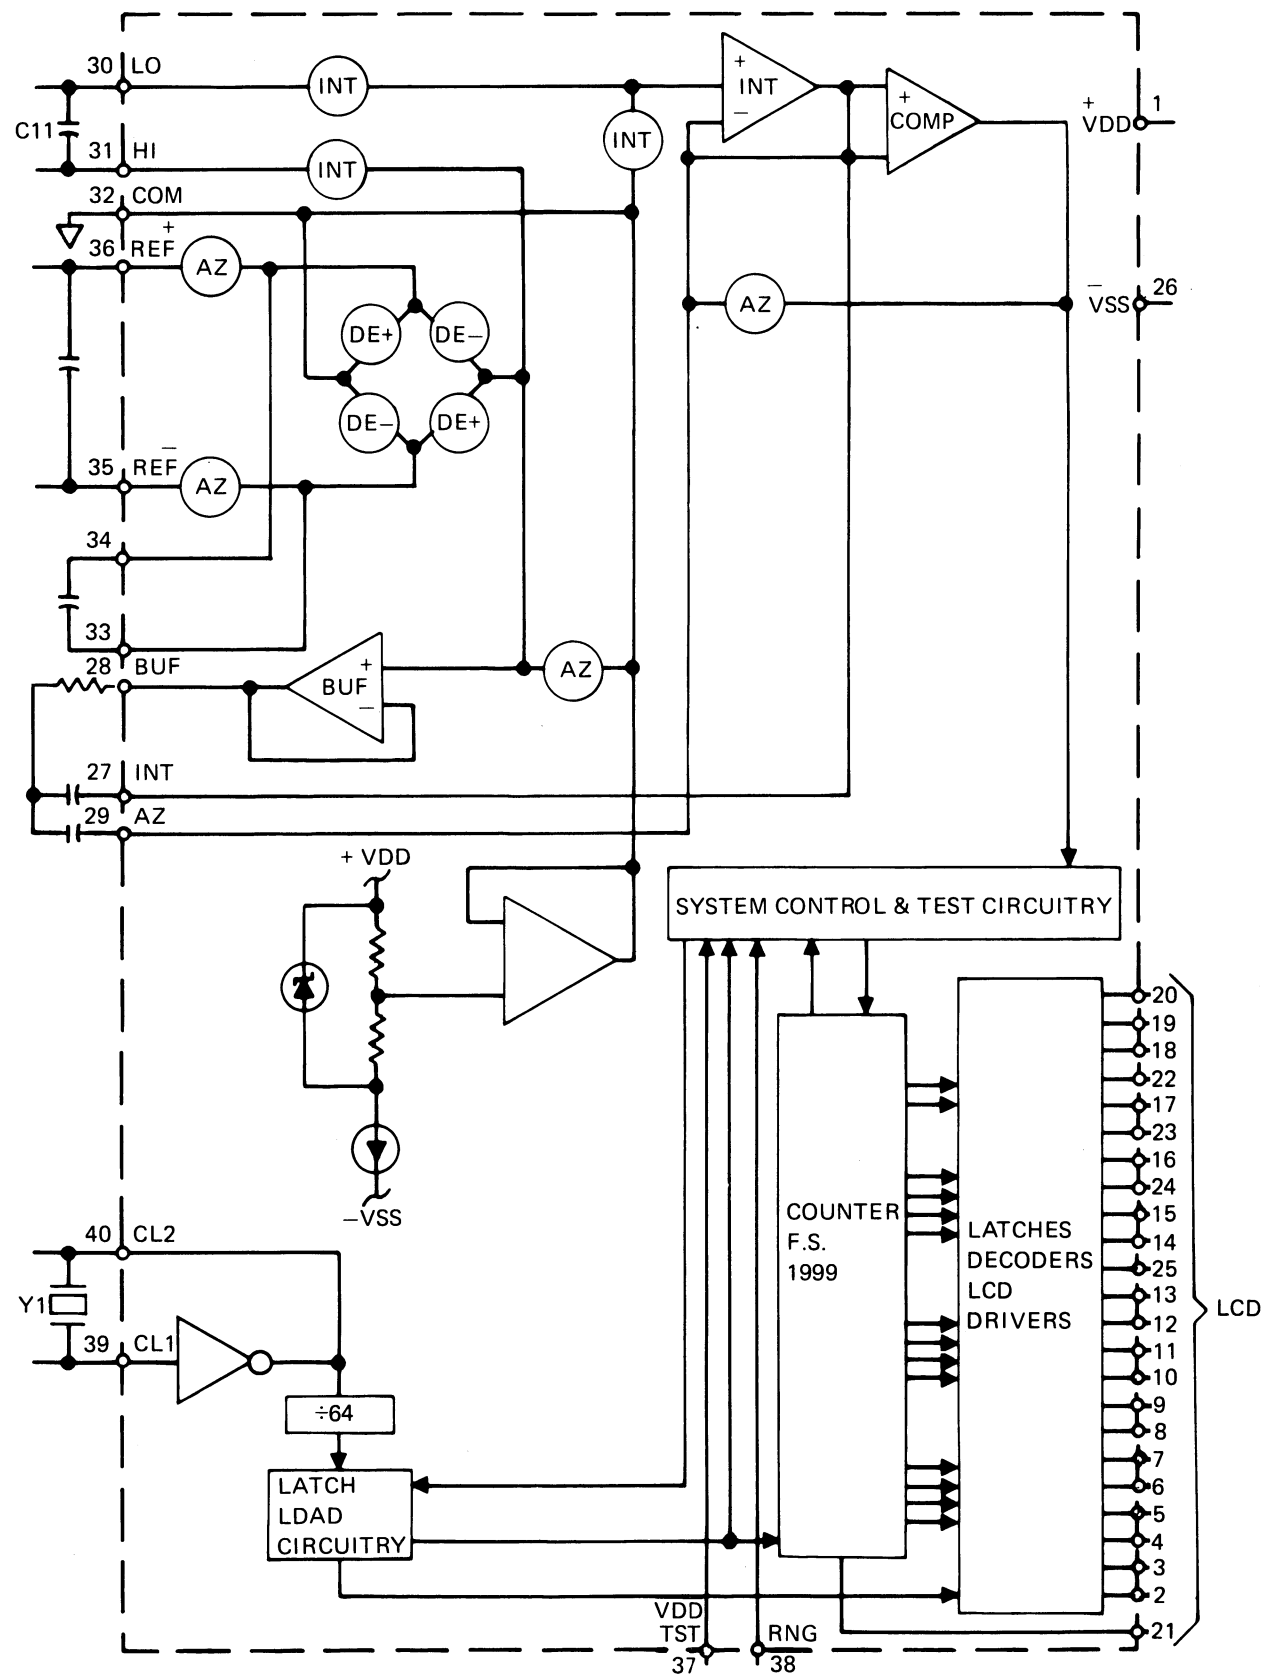 30 LO
INT
+
INT
−
+
COMP
+
VDD
1
C11
INT
31 HI
INT
32 COM
+
36 REF
AZ
AZ
−
VSS
26
DE+
DE−
DE−
DE+
−
35 REF
AZ
34
33
28 BUF
+
BUF
−
AZ
27 INT
29 AZ
+ VDD
SYSTEM CONTROL & TEST CIRCUITRY
−VSS
COUNTER
F.S.
1999
LATCHES
DECODERS
LCD
DRIVERS
20
19
18
22
17
23
16
24
15
14
25
13
12
11
10
9
8
7
6
5
4
3
2
21
LCD
40 CL2
Y1
39 CL1
÷64
LATCH
LDAD
CIRCUITRY
VDD
TST
37
RNG
38